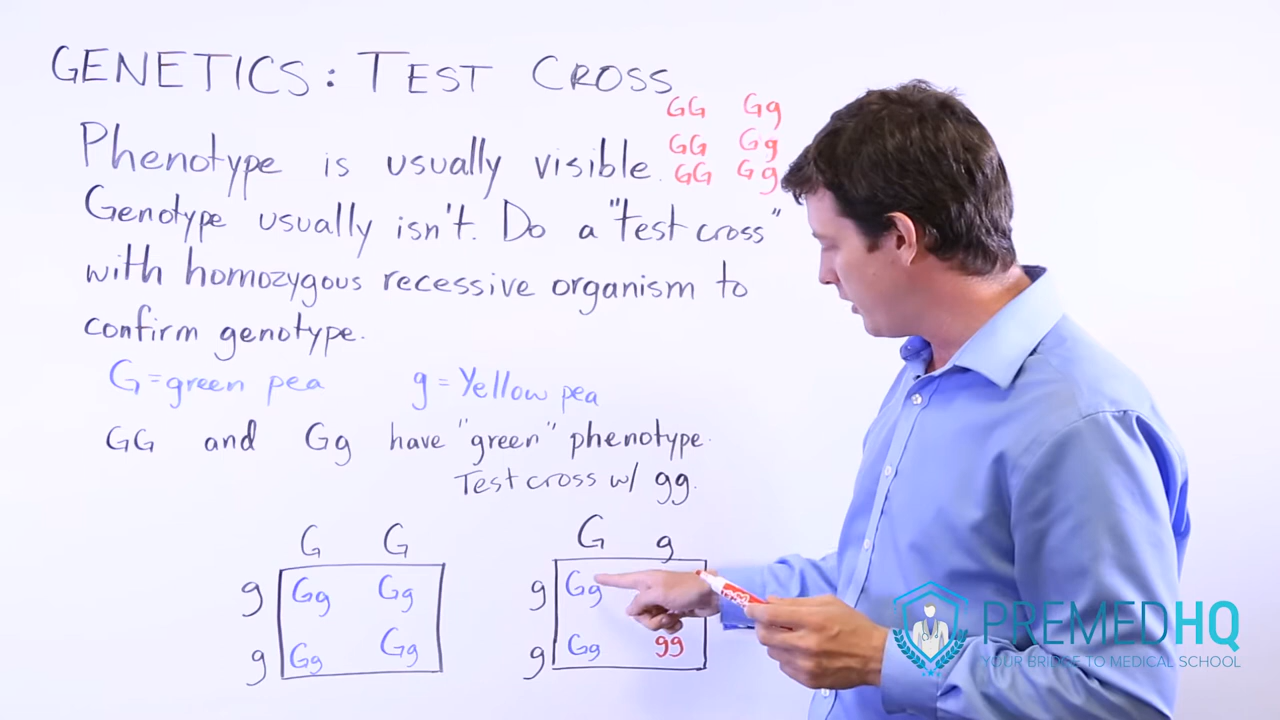 GENETICS: TEST CROSS
GG Gg
GG Gg
GG Gg
Phenotype is usually visible.
Genotype usually isn't. Do a "test cross"
with homozygous recessive organism to
confirm genotype.
G=green pea g=Yellow pea
GG and Gg have "green" phenotype.
Test cross w/ gg.
G G
g Gg Gg
g Gg Gg
G g
g Gg
g Gg gg
PREMEDHQ
YOUR BRIDGE TO MEDICAL SCHOOL